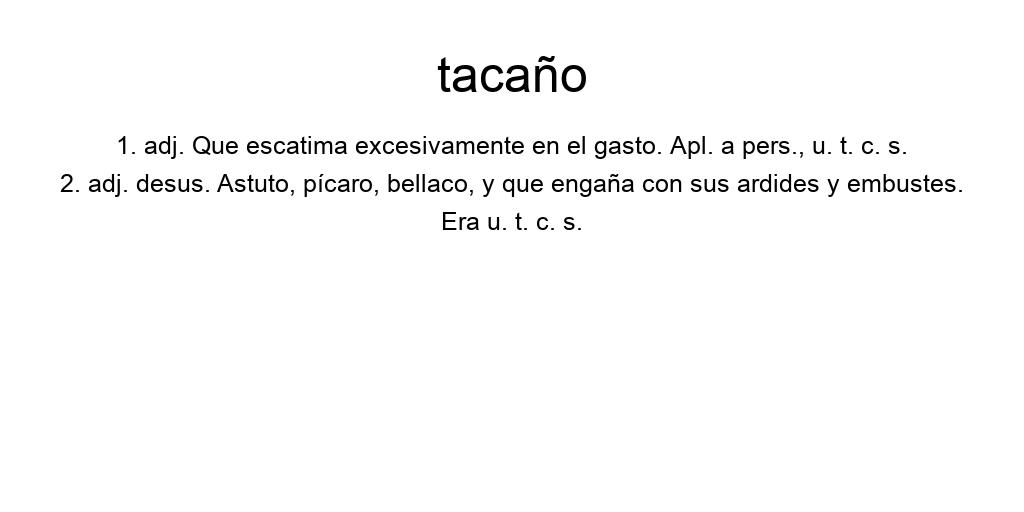 tacaño
1. adj. Que escatima excesivamente en el gasto. Apl. a pers., u. t. c. s.
2. adj. desus. Astuto, pícaro, bellaco, y que engaña con sus ardides y embustes.
Era u. t. c. s.